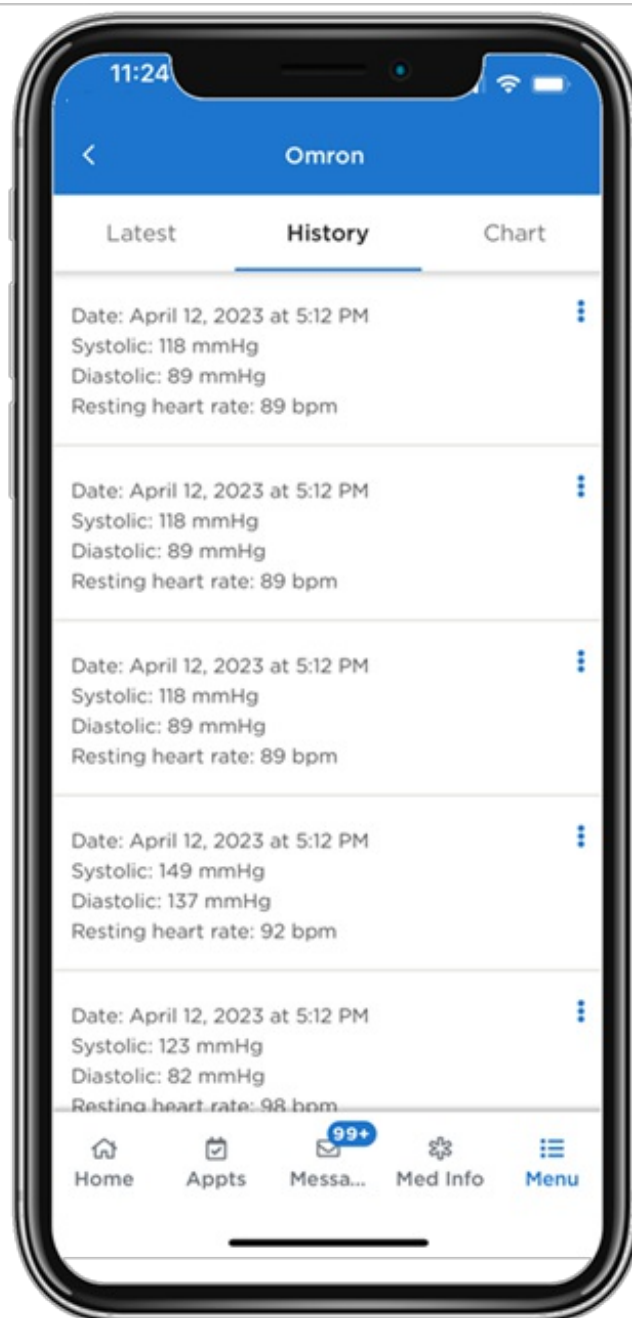 11:24
Omron
Latest History Chart
Date: April 12, 2023 at 5:12 PM
Systolic: 118 mmHg
Diastolic: 89 mmHg
Resting heart rate: 89 bpm
Date: April 12, 2023 at 5:12 PM
Systolic: 118 mmHg
Diastolic: 89 mmHg
Resting heart rate: 89 bpm
Date: April 12, 2023 at 5:12 PM
Systolic: 118 mmHg
Diastolic: 89 mmHg
Resting heart rate: 89 bpm
Date: April 12, 2023 at 5:12 PM
Systolic: 149 mmHg
Diastolic: 137 mmHg
Resting heart rate: 92 bpm
Date: April 12, 2023 at 5:12 PM
Systolic: 123 mmHg
Diastolic: 82 mmHg
Resting heart rate: 98 bpm
99+
Home Appts Messa... Med Info Menu